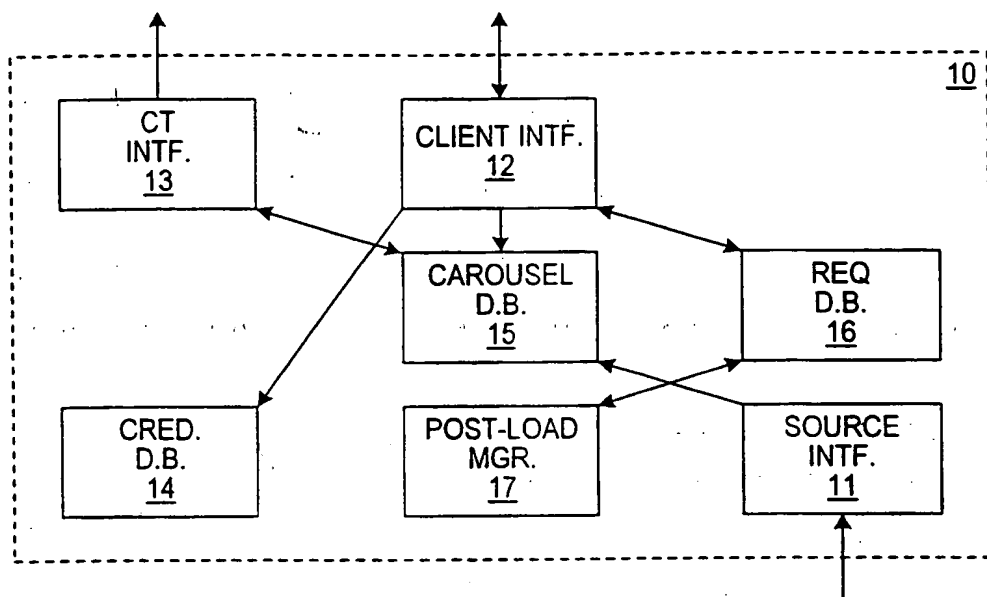 10
CT
INTF.
13
CLIENT INTF.
12
CAROUSEL
D.B.
15
REQ
D.B.
16
CRED.
D.B.
14
POST-LOAD
MGR.
17
SOURCE
INTF.
11